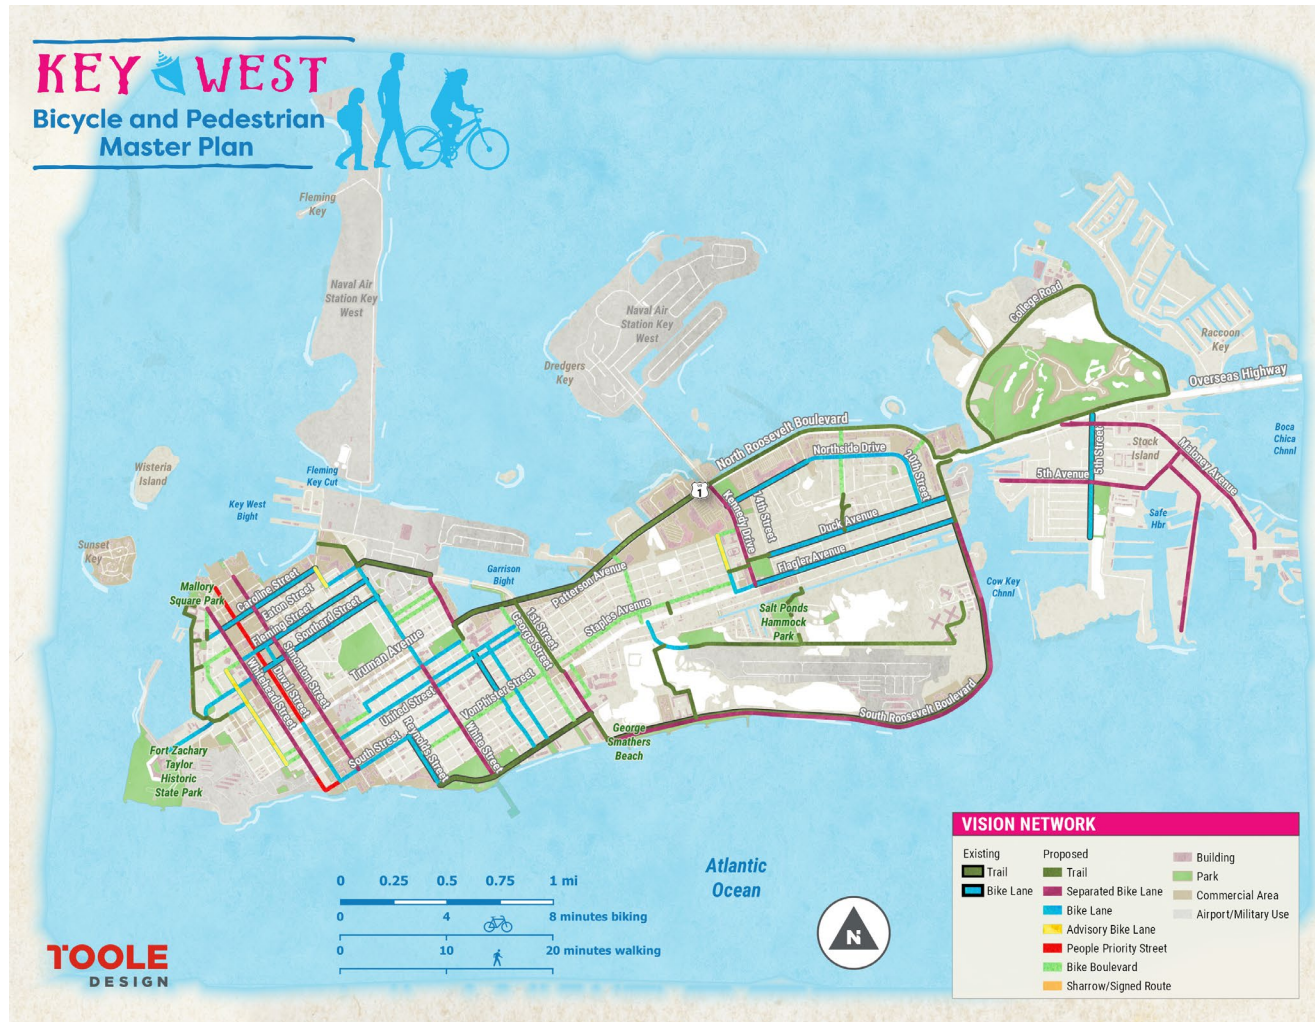 KEY WEST
Bicycle and Pedestrian
Master Plan
Fleming
Key
Naval Air
Station Key
West
Naval Air
Station Key
West
Dredgers
Key
College Road
Raccoon
Key
Overseas Highway
Boca
Chica
Chnnl
North Roosevelt Boulevard
Northside Drive
20th Street
5th Street
Stock
Island
Maloney Avenue
5th Avenue
Safe
Hbr
Wisteria
Island
Fleming
Key Cut
Key West
Bight
US
1
Kennedy Drive
14th Street
Duck Avenue
Flagler Avenue
Sunset
Key
Garrison
Bight
Patterson Avenue
Staples Avenue
Cow Key
Chnnl
Mallory
Square Park
Caroline Street
Eaton Street
Fleming Street
Southard Street
Salt Ponds
Hammock
Park
1st Street
George Street
Truman Avenue
Simonton Street
Duval Street
Whitehead Street
United Street
VonPhister Street
South Street
Reynolds Street
White Street
South Roosevelt Boulevard
George
Smathers
Beach
Fort Zachary
Taylor
Historic
State Park
Atlantic
Ocean
0 0.25 0.5 0.75 1 mi
0 4 8 minutes biking
0 10 20 minutes walking
N
TOOLE
DESIGN
VISION NETWORK
Existing
Trail
Bike Lane
Proposed
Trail
Separated Bike Lane
Bike Lane
Advisory Bike Lane
People Priority Street
Bike Boulevard
Sharrow/Signed Route
Building
Park
Commercial Area
Airport/Military Use